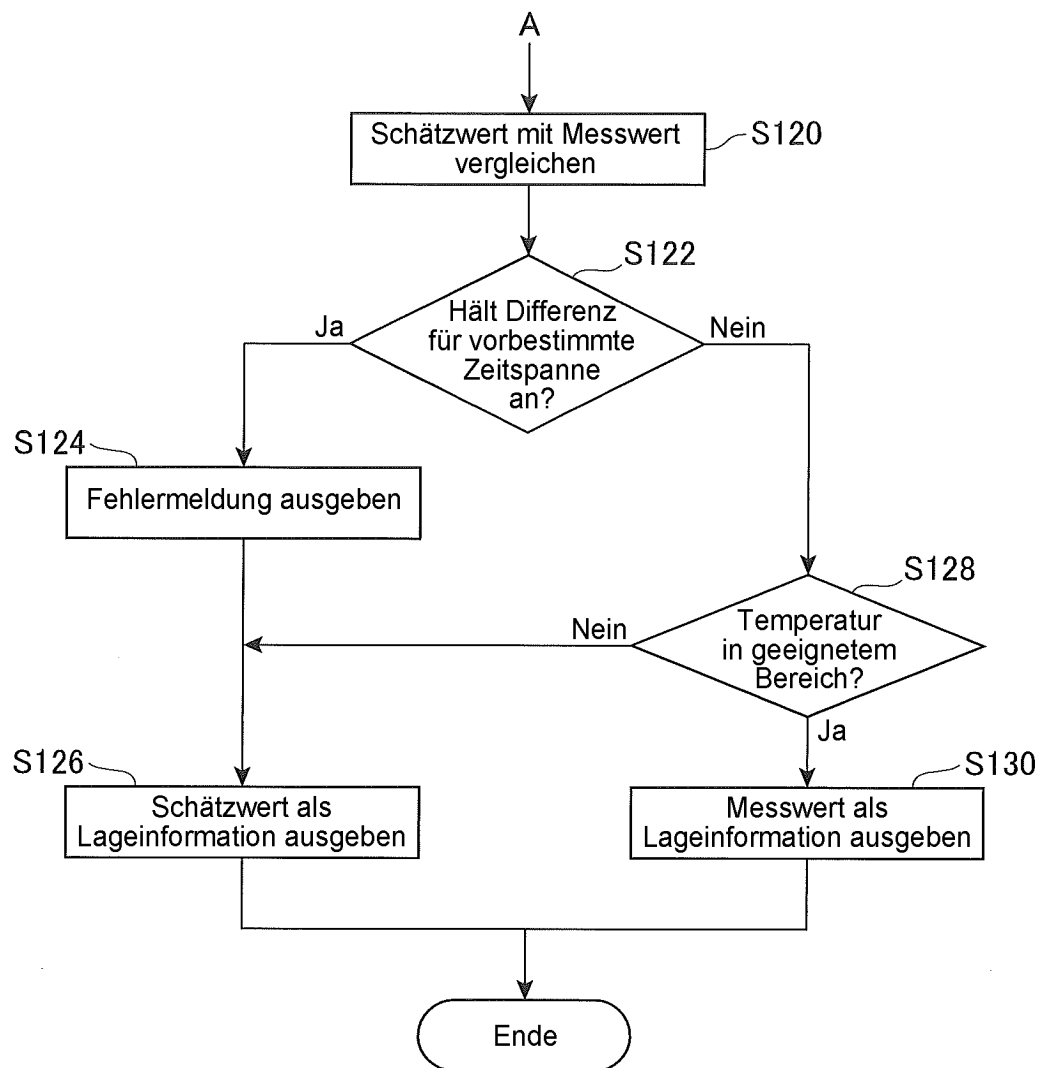 A
Schätzwert mit Messwert
vergleichen
S120
S122
Hält Differenz
für vorbestimmte
Zeitspanne
an?
Ja
Nein
S124
Fehlermeldung ausgeben
S128
Temperatur
in geeignetem
Bereich?
Nein
Ja
S126
Schätzwert als
Lageinformation ausgeben
S130
Messwert als
Lageinformation ausgeben
Ende